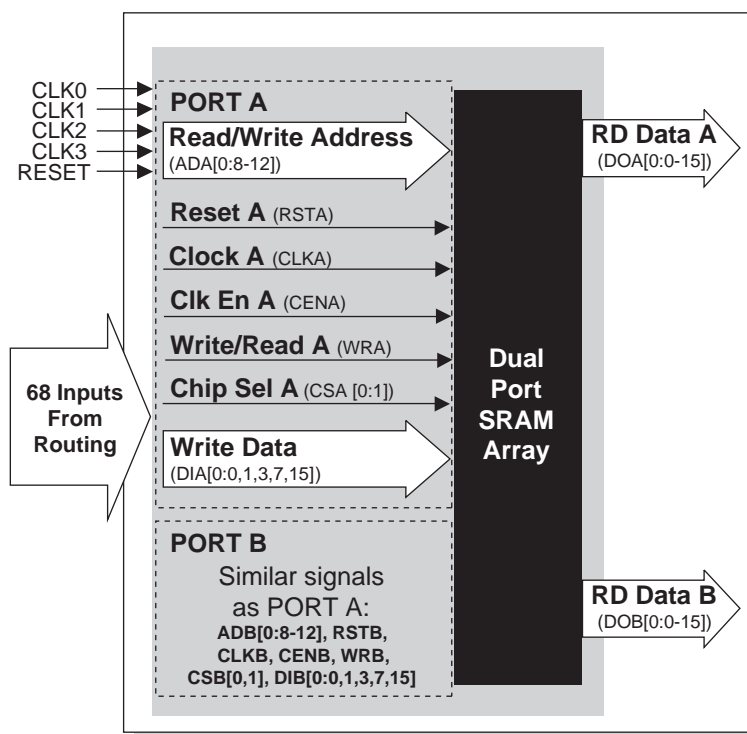 CLK0
CLK1
CLK2
CLK3
RESET
PORT A
Read/Write Address
(ADA[0:8-12])
Reset A (RSTA)
Clock A (CLKA)
Clk En A (CENA)
Write/Read A (WRA)
Chip Sel A (CSA [0:1])
Write Data
(DIA[0:0,1,3,7,15])
68 Inputs
From
Routing
PORT B
Similar signals
as PORT A:
ADB[0:8-12], RSTB,
CLKB, CENB, WRB,
CSB[0,1], DIB[0:0,1,3,7,15]
Dual
Port
SRAM
Array
RD Data A
(DOA[0:0-15])
RD Data B
(DOB[0:0-15])